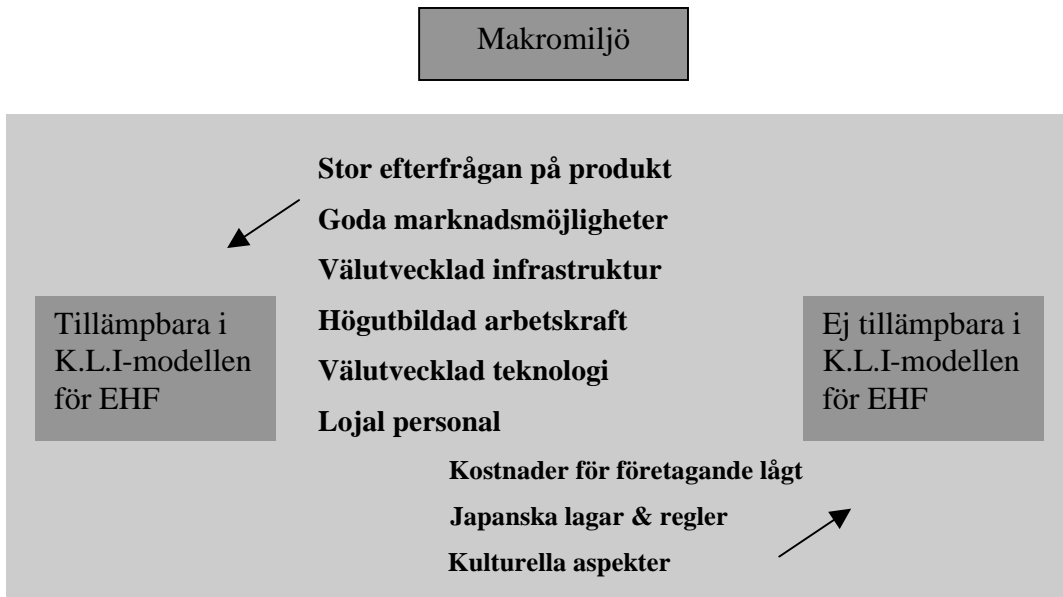 Makromiljö
Stor efterfrågan på produkt
Goda marknadsmöjligheter
Välutvecklad infrastruktur
Högutbildad arbetskraft
Välutvecklad teknologi
Lojal personal
Tillämpbara i
K.L.I-modellen
för EHF
Ej tillämpbara i
K.L.I-modellen
för EHF
Kostnader för företagande lågt
Japanska lagar & regler
Kulturella aspekter